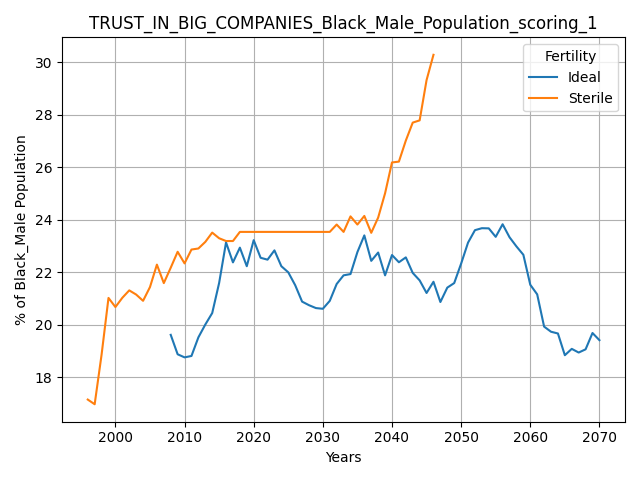 TRUST_IN_BIG_COMPANIES_Black_Male_Population_scoring_1
Fertility
Ideal
Sterile
% of Black_Male Population
30
28
26
24
22
20
18
2000 2010 2020 2030 2040 2050 2060 2070
Years